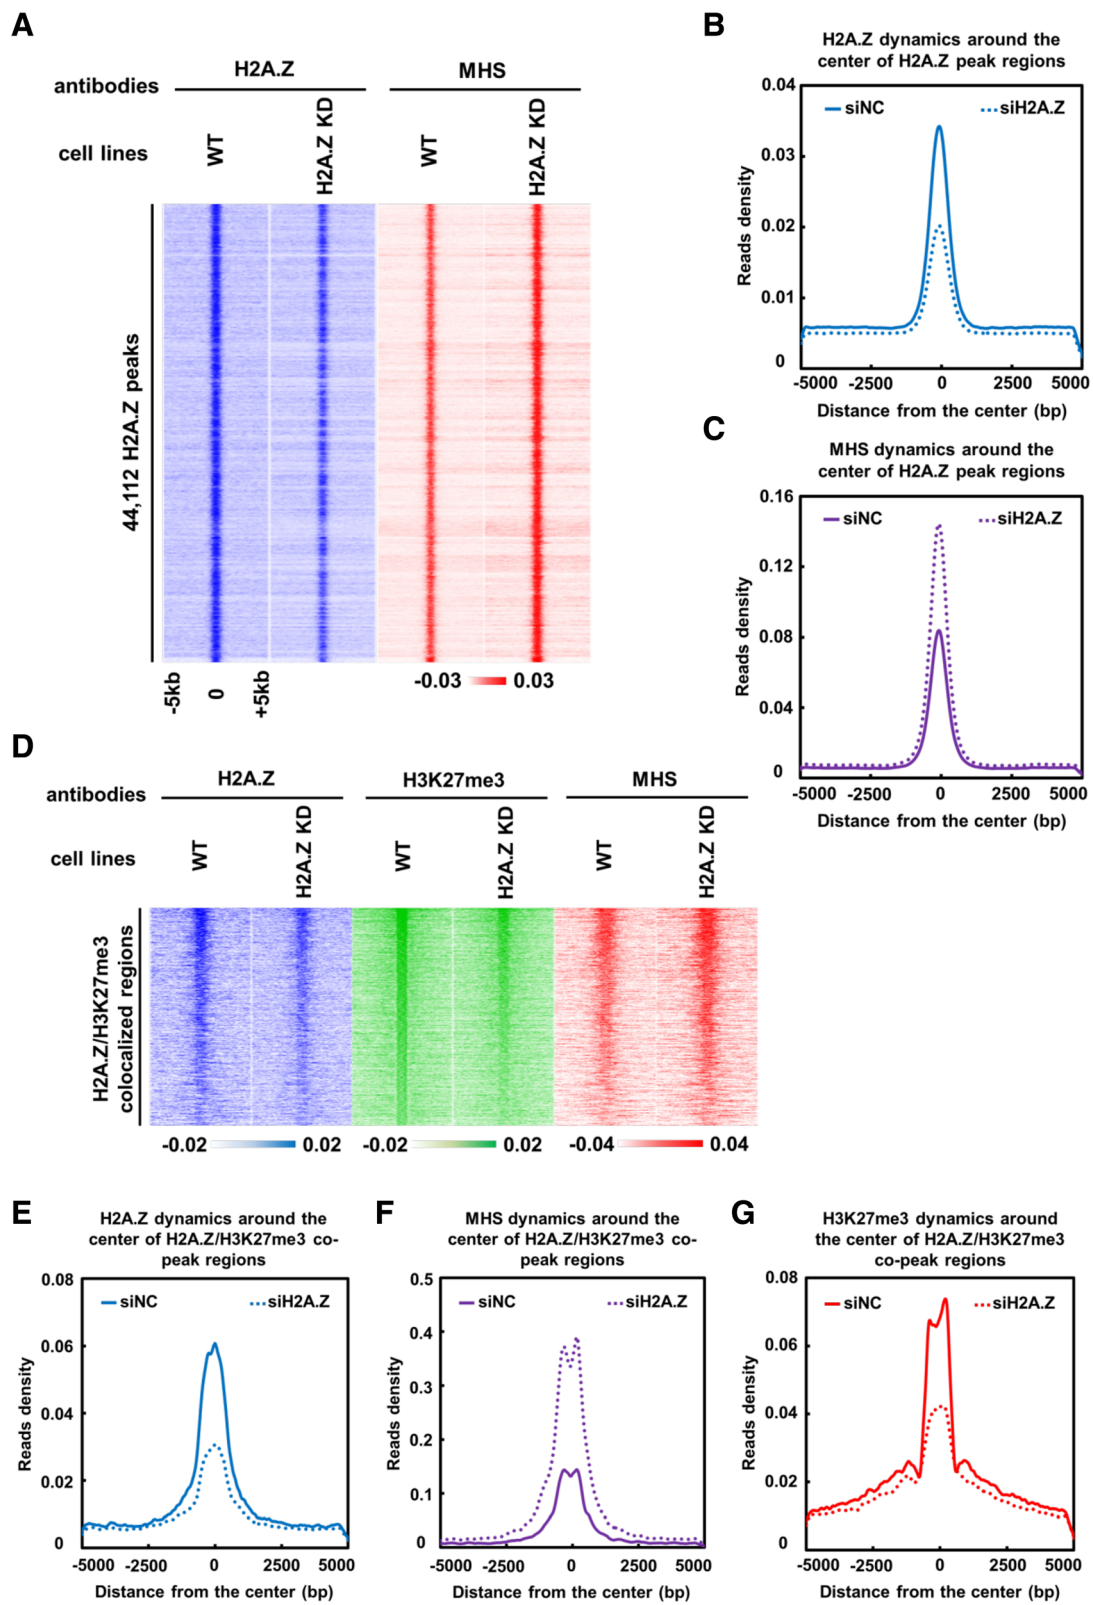 A
antibodies
H2A.Z
MHS
cell lines
WT
H2A.Z KD
WT
H2A.Z KD
44,112 H2A.Z peaks
-5kb
0
+5kb
-0.03
0.03
B
H2A.Z dynamics around the
center of H2A.Z peak regions
siNC
siH2A.Z
Reads density
0.04
0.03
0.02
0.01
0
-5000 -2500 0 2500 5000
Distance from the center (bp)
C
MHS dynamics around the
center of H2A.Z peak regions
siNC
siH2A.Z
Reads density
0.16
0.12
0.08
0.04
0
-5000 -2500 0 2500 5000
Distance from the center (bp)
D
antibodies
H2A.Z
H3K27me3
MHS
cell lines
WT
H2A.Z KD
WT
H2A.Z KD
WT
H2A.Z KD
H2A.Z/H3K27me3
colocalized regions
-0.02
0.02
-0.02
0.02
-0.04
0.04
E
H2A.Z dynamics around the
center of H2A.Z/H3K27me3 co-
peak regions
siNC
siH2A.Z
Reads density
0.08
0.06
0.04
0.02
0
-5000 -2500 0 2500 5000
Distance from the center (bp)
F
MHS dynamics around the
center of H2A.Z/H3K27me3 co-
peak regions
siNC
siH2A.Z
Reads density
0.5
0.4
0.3
0.2
0.1
0
-5000 -2500 0 2500 5000
Distance from the center (bp)
G
H3K27me3 dynamics around
the center of H2A.Z/H3K27me3
co-peak regions
siNC
siH2A.Z
Reads density
0.08
0.06
0.04
0.02
0
-5000 -2500 0 2500 5000
Distance from the center (bp)